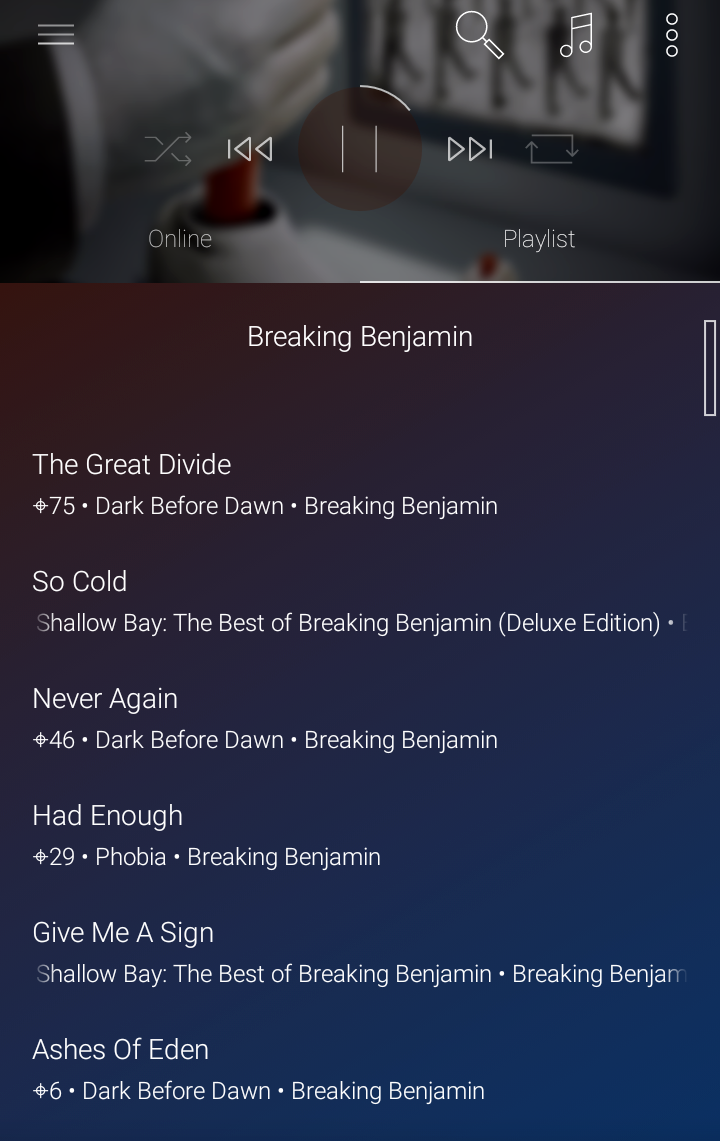 Online
Playlist
Breaking Benjamin
The Great Divide
⌖75 • Dark Before Dawn • Breaking Benjamin
So Cold
Shallow Bay: The Best of Breaking Benjamin (Deluxe Edition) •
Never Again
⌖46 • Dark Before Dawn • Breaking Benjamin
Had Enough
⌖29 • Phobia • Breaking Benjamin
Give Me A Sign
Shallow Bay: The Best of Breaking Benjamin • Breaking Benjam
Ashes Of Eden
⌖6 • Dark Before Dawn • Breaking Benjamin